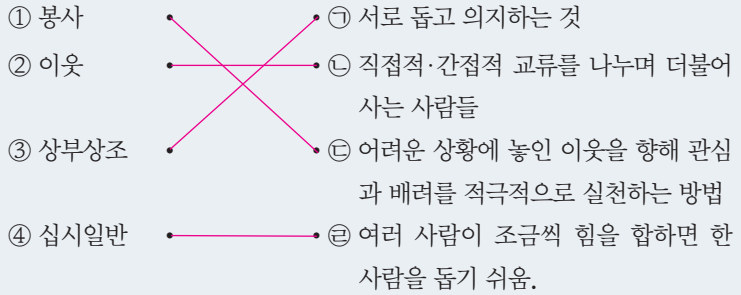 ① 봉사 ㉠ 서로 돕고 의지하는 것
② 이웃 ㉡ 직접적·간접적 교류를 나누며 더불어
사는 사람들
③ 상부상조 ㉢ 어려운 상황에 놓인 이웃을 향해 관심
과 배려를 적극적으로 실천하는 방법
④ 십시일반 ㉣ 여러 사람이 조금씩 힘을 합하면 한
사람을 돕기 쉬움.